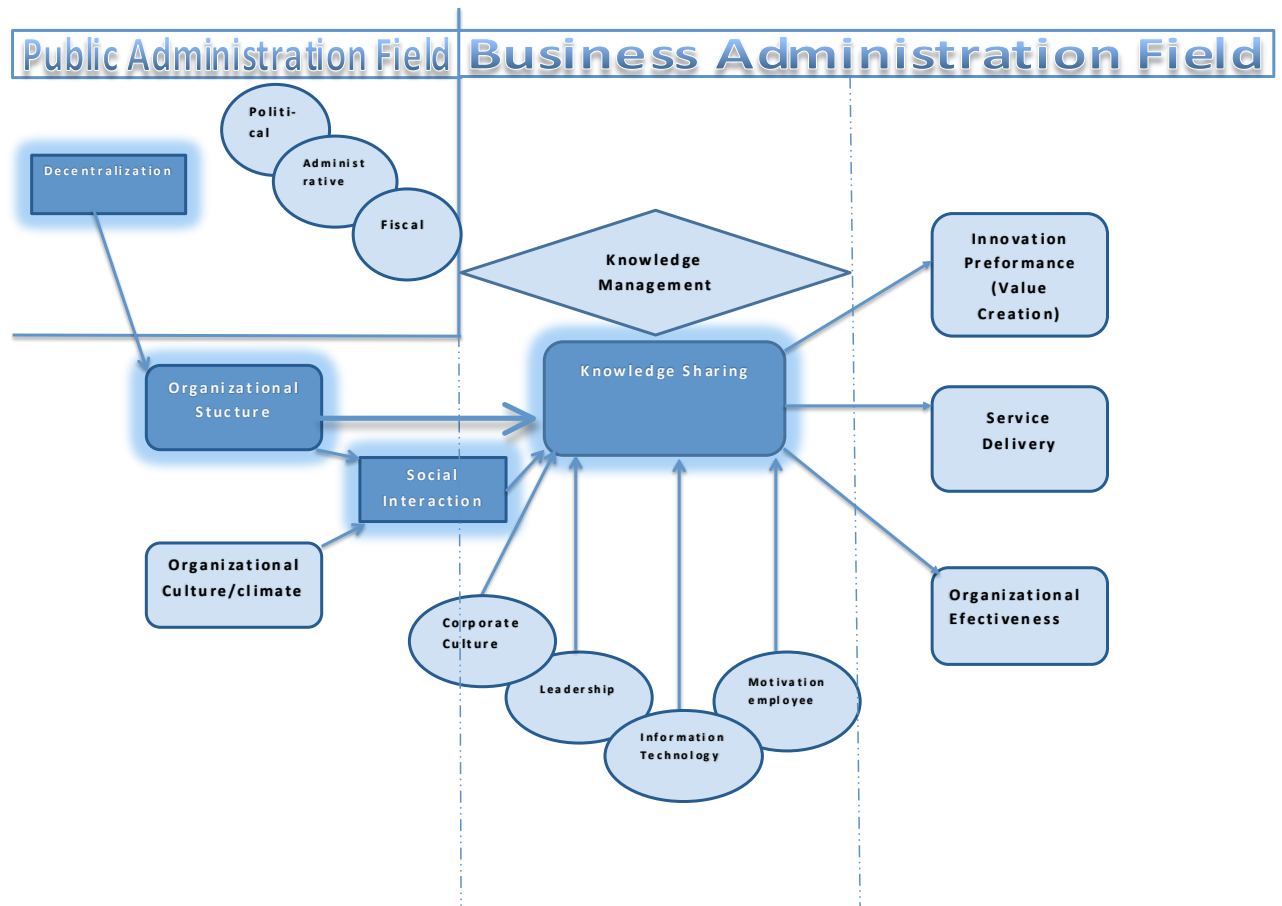 Public Administration Field
Business Administration Field
Politi-
cal
Administ
rative
Fiscal
Decentralization
Knowledge
Management
Innovation
Preformance
(Value
Creation)
Organizational
Stucture
Knowledge Sharing
Service
Delivery
Social
Interaction
Organizational
Culture/climate
Organizational
Efectiveness
Corporate
Culture
Leadership
Information
Technology
Motivation
employee